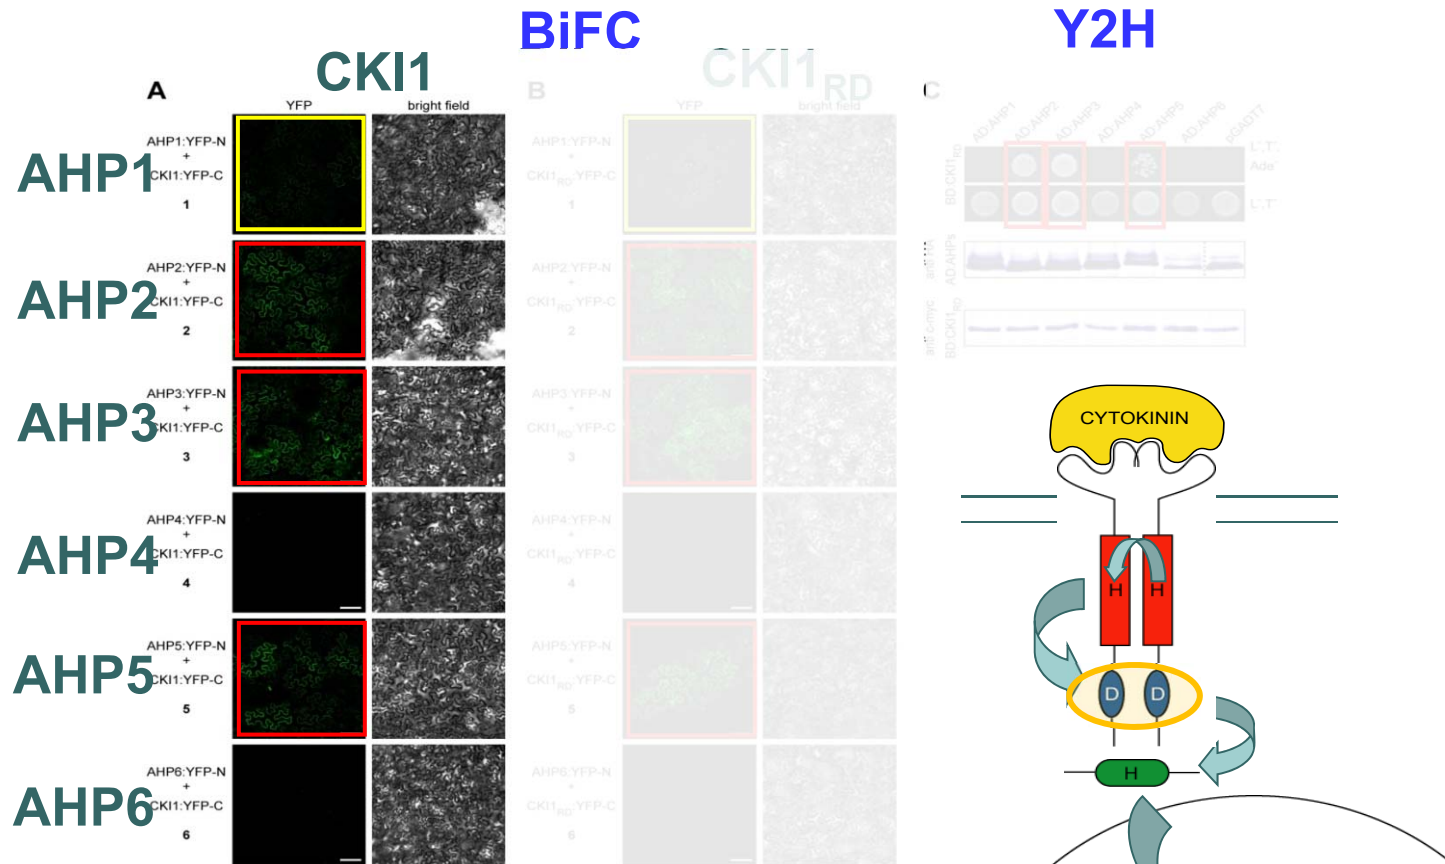 BiFC
Y2H
CKI1
CKI1RD
A
YFP
bright field
AHP1
AHP1:YFP-N
+
CKI1:YFP-C
1
AHP2
AHP2:YFP-N
+
CKI1:YFP-C
2
AHP3
AHP3:YFP-N
+
CKI1:YFP-C
3
AHP4
AHP4:YFP-N
+
CKI1:YFP-C
4
AHP5
AHP5:YFP-N
+
CKI1:YFP-C
5
AHP6
AHP6:YFP-N
+
CKI1:YFP-C
6
B
YFP
bright field
AHP1:YFP-N
+
CKI1RD:YFP-C
1
AHP2:YFP-N
+
CKI1RD:YFP-C
2
AHP3:YFP-N
+
CKI1RD:YFP-C
3
AHP4:YFP-N
+
CKI1RD:YFP-C
4
AHP5:YFP-N
+
CKI1RD:YFP-C
5
AHP6:YFP-N
+
CKI1RD:YFP-C
6
C
AD:AHP1
AD:AHP2
AD:AHP3
AD:AHP4
AD:AHP5
AD:AHP6
pGADT7
BD:CKI1RD
L-,T-,
Ade-
L-,T-
anti HA
AD:AHPs
anti c-myc
BD:CKI1RD
CYTOKININ
H
H
D
D
H